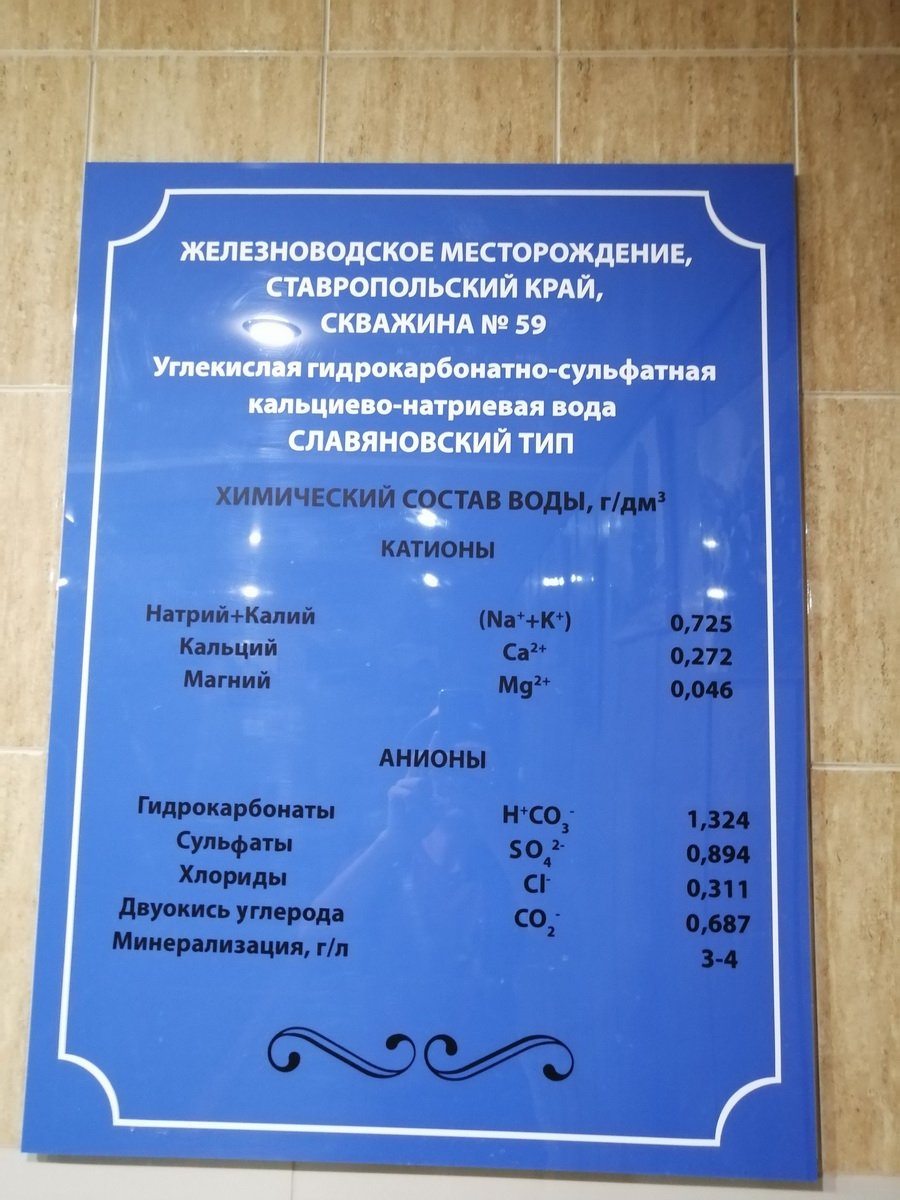 ЖЕЛЕЗНОВОДСКОЕ МЕСТОРОЖДЕНИЕ,
СТАВРОПОЛЬСКИЙ КРАЙ,
СКВАЖИНА № 59
Углекислая гидрокарбонатно-сульфатная
кальциево-натриевая вода
СЛАВЯНОВСКИЙ ТИП
ХИМИЧЕСКИЙ СОСТАВ ВОДЫ, г/дм³
КАТИОНЫ
Натрий+Калий (Na⁺+K⁺) 0,725
Кальций Ca²⁺ 0,272
Магний Mg²⁺ 0,046
АНИОНЫ
Гидрокарбонаты H⁺CO₃⁻ 1,324
Сульфаты SO₄²⁻ 0,894
Хлориды Cl⁻ 0,311
Двуокись углерода CO₂⁻ 0,687
Минерализация, г/л 3-4